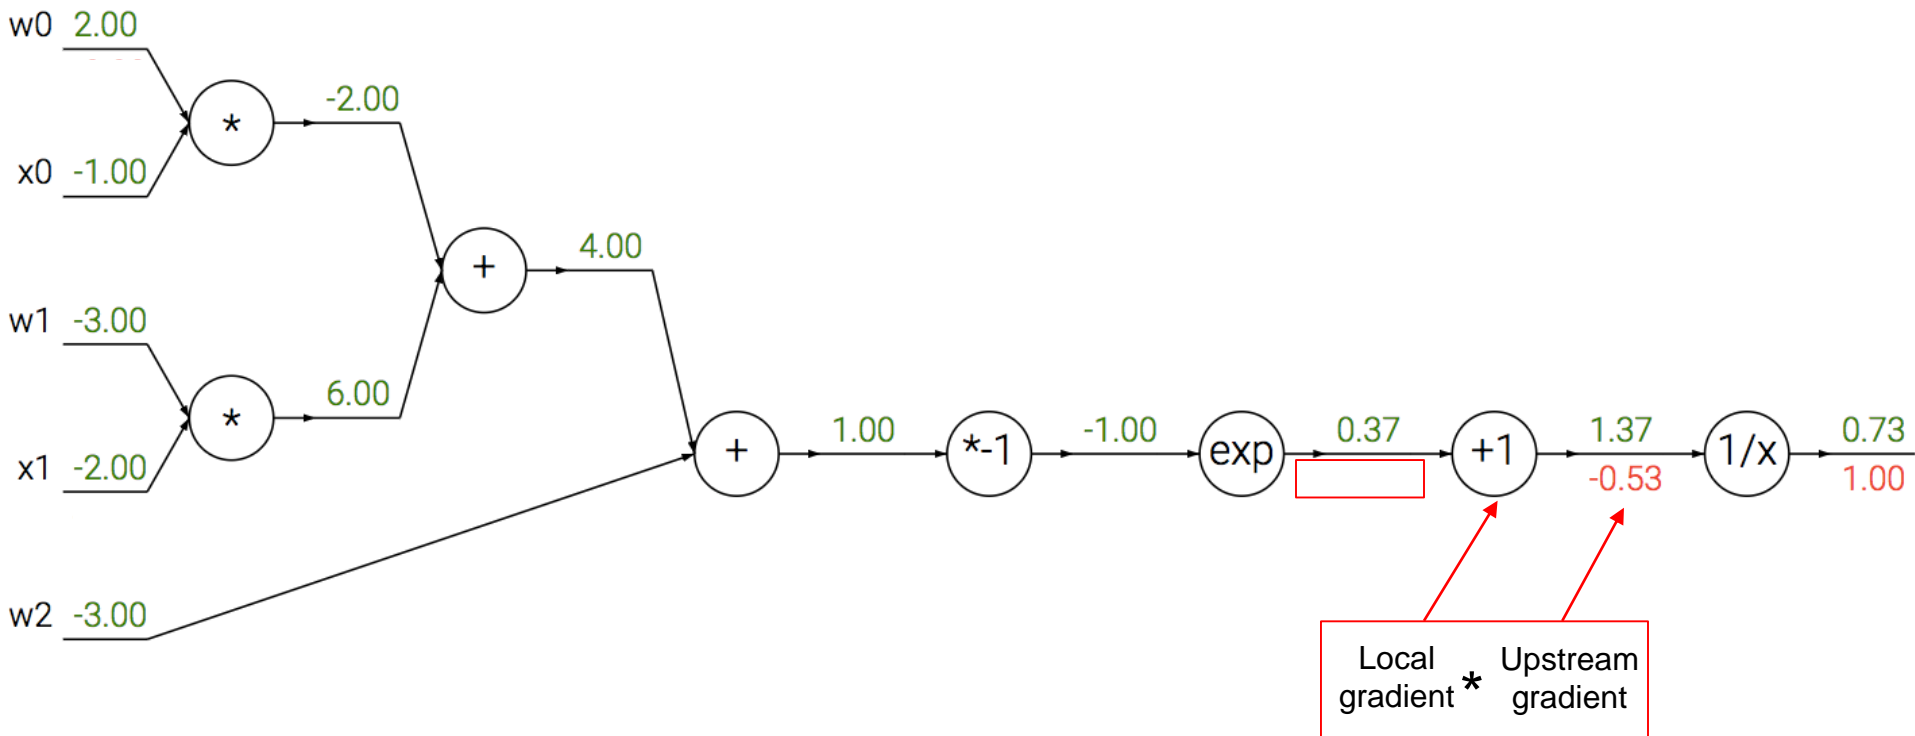 w0 2.00
-2.00
*
x0 -1.00
4.00
+
w1 -3.00
6.00
*
x1 -2.00
1.00 -1.00 0.37 1.37 0.73
+ *-1 exp +1 1/x
-0.53 1.00
w2 -3.00
Local Upstream
gradient * gradient